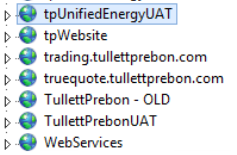 tpUnifiedEnergyUAT
tpWebsite
trading.tullettprebon.com
truequote.tullettprebon.com
TullettPrebon - OLD
TullettPrebonUAT
WebServices